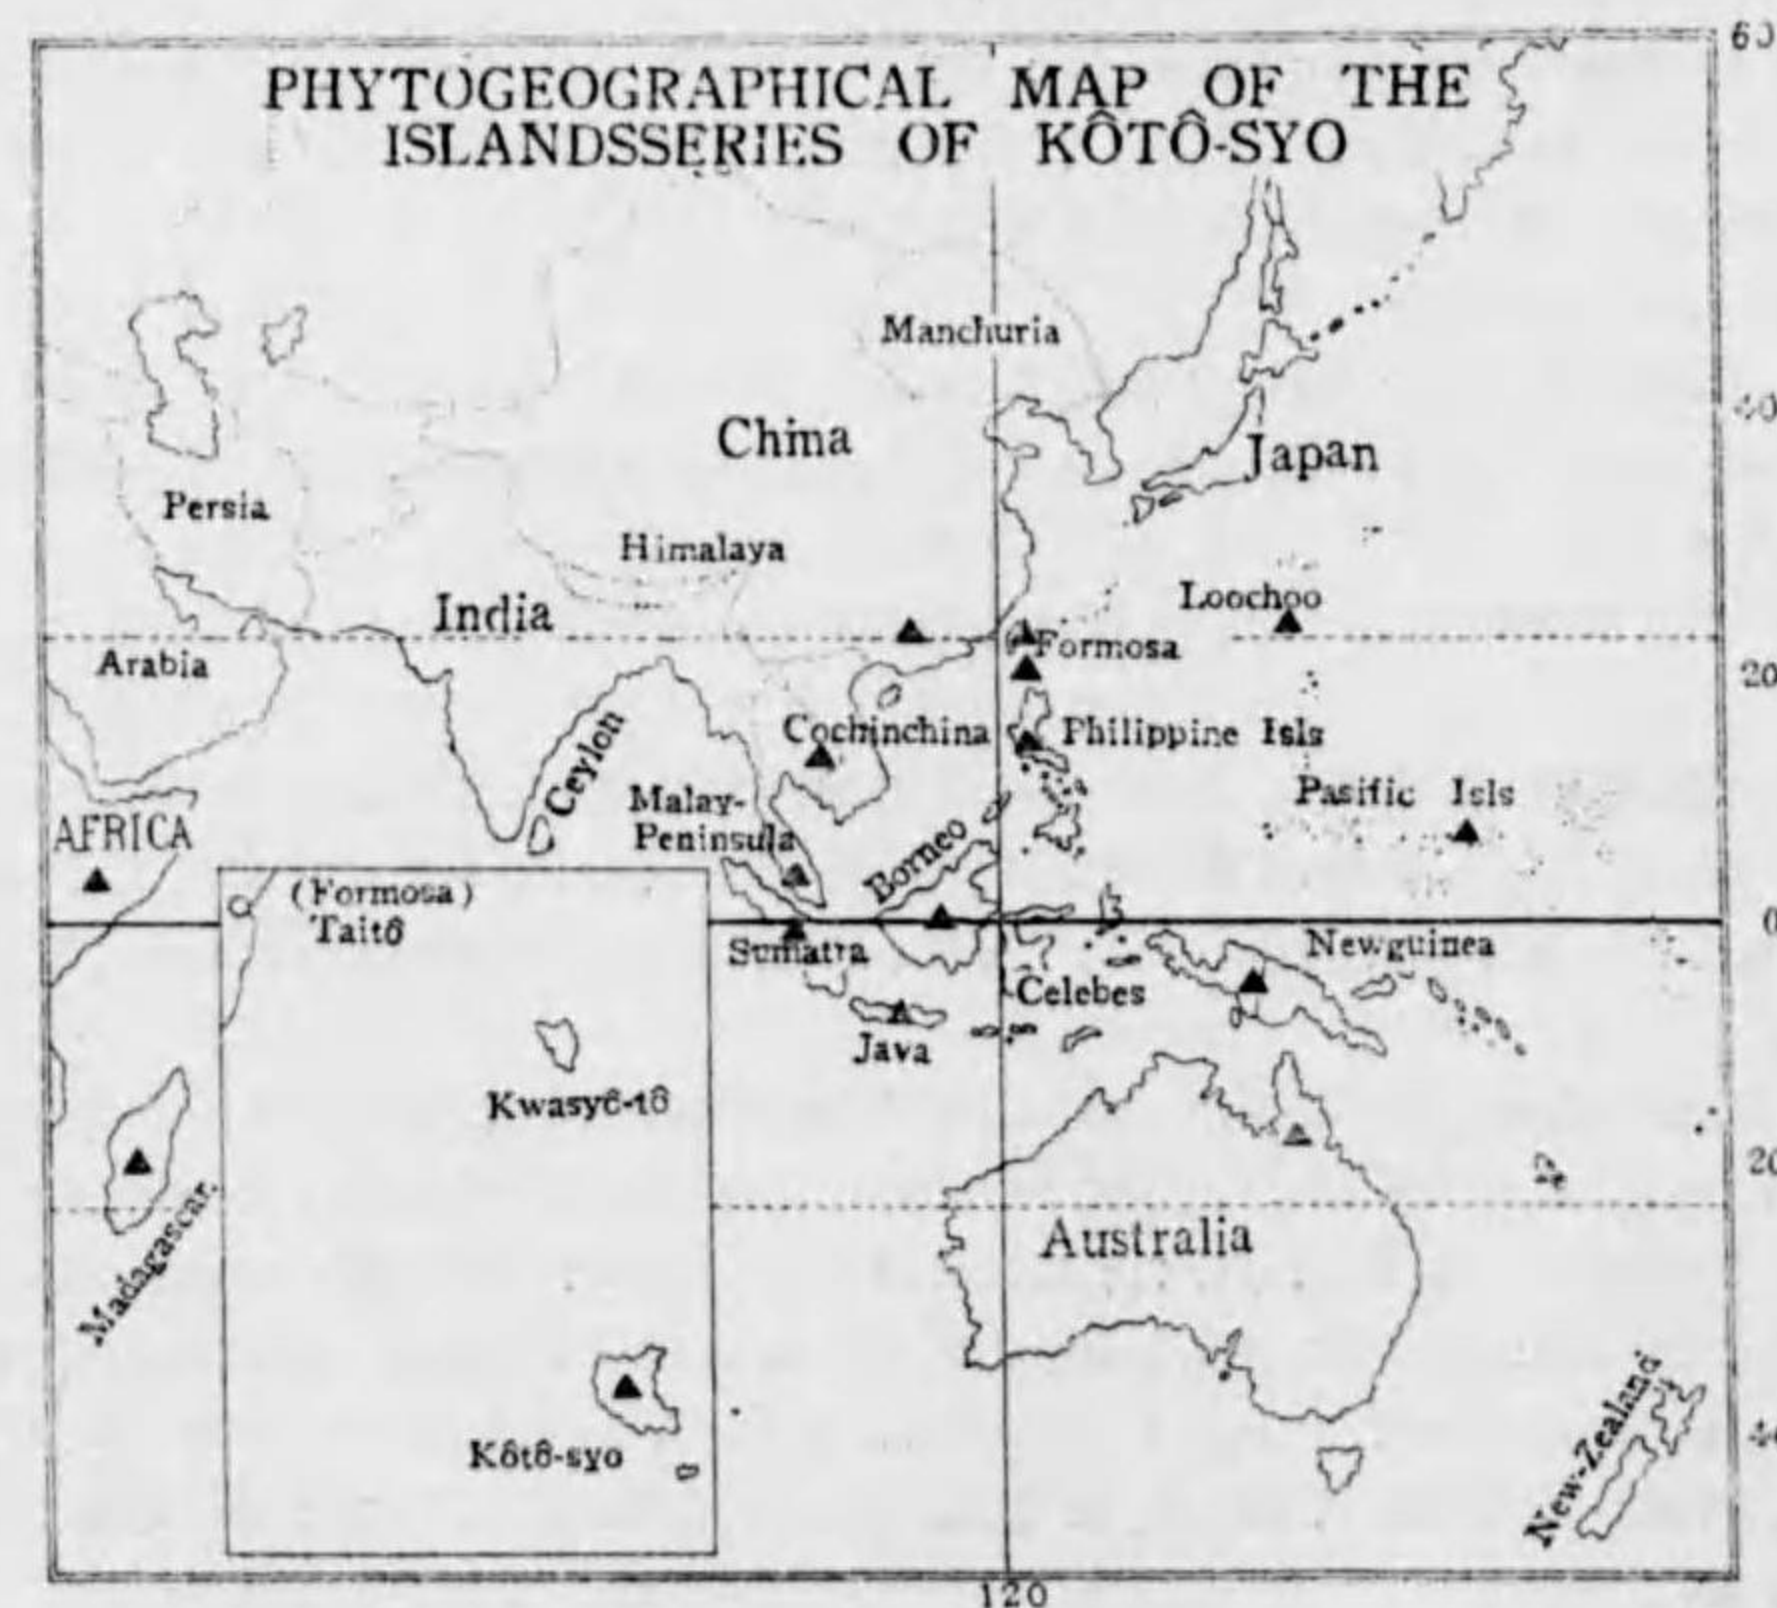 60
PHYTOGEOGRAPHICAL MAP OF THE
ISLANDSSERIES OF KÔTÔ-SYO
Manchuria
40
China
Japan
Persia
Himalaya
Loochoo
India
Formosa
Arabia
20
Cochinchina
Philippine Isls
Ceylon
Malay-
Peninsula
Pasific Isls
AFRICA
Borneo
(Formosa)
Taitô
0
Sumatra
Newguinea
Celebes
Java
Kwasyô-tô
20
Madagascar.
Australia
Kôtô-syo
New-Zealand
120